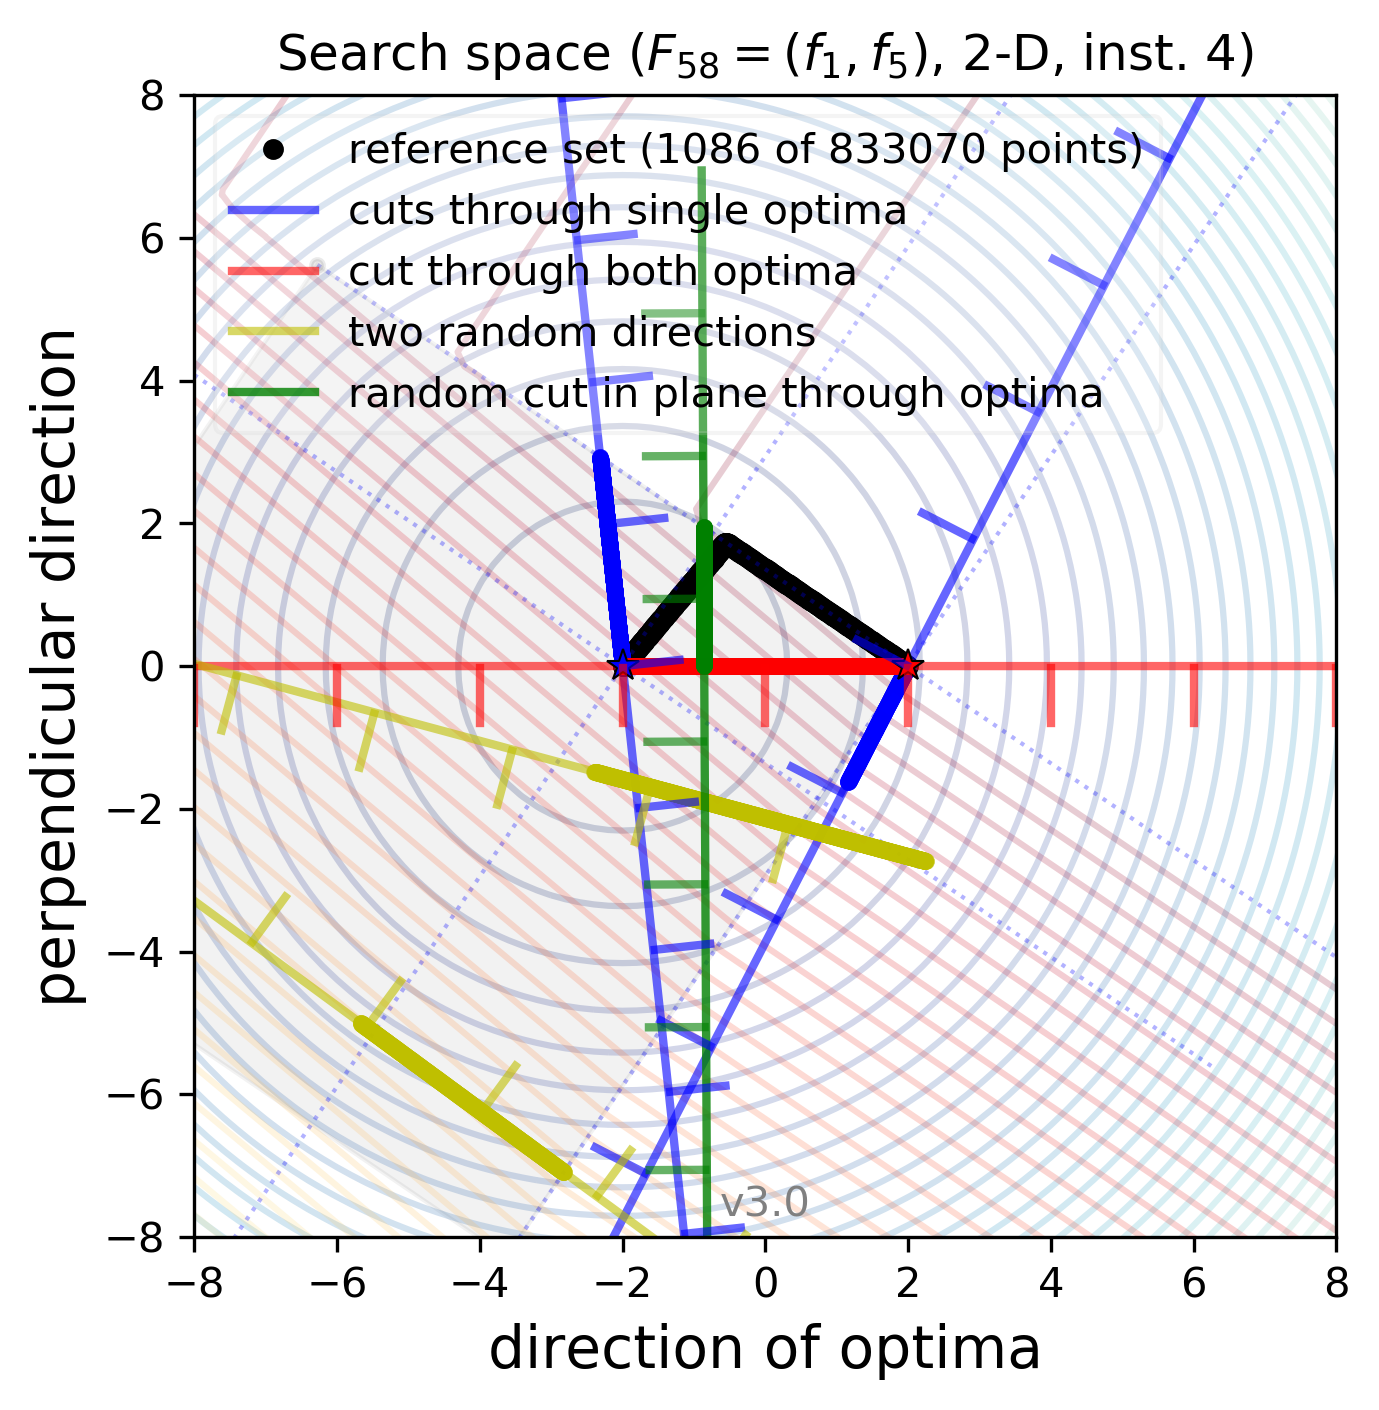 Search space (F₅₈ = (f₁, f₅), 2-D, inst. 4)
reference set (1086 of 833070 points)
cuts through single optima
cut through both optima
two random directions
random cut in plane through optima
8
6
4
2
0
−2
−4
−6
−8
perpendicular direction
v3.0
−8 −6 −4 −2 0 2 4 6 8
direction of optima